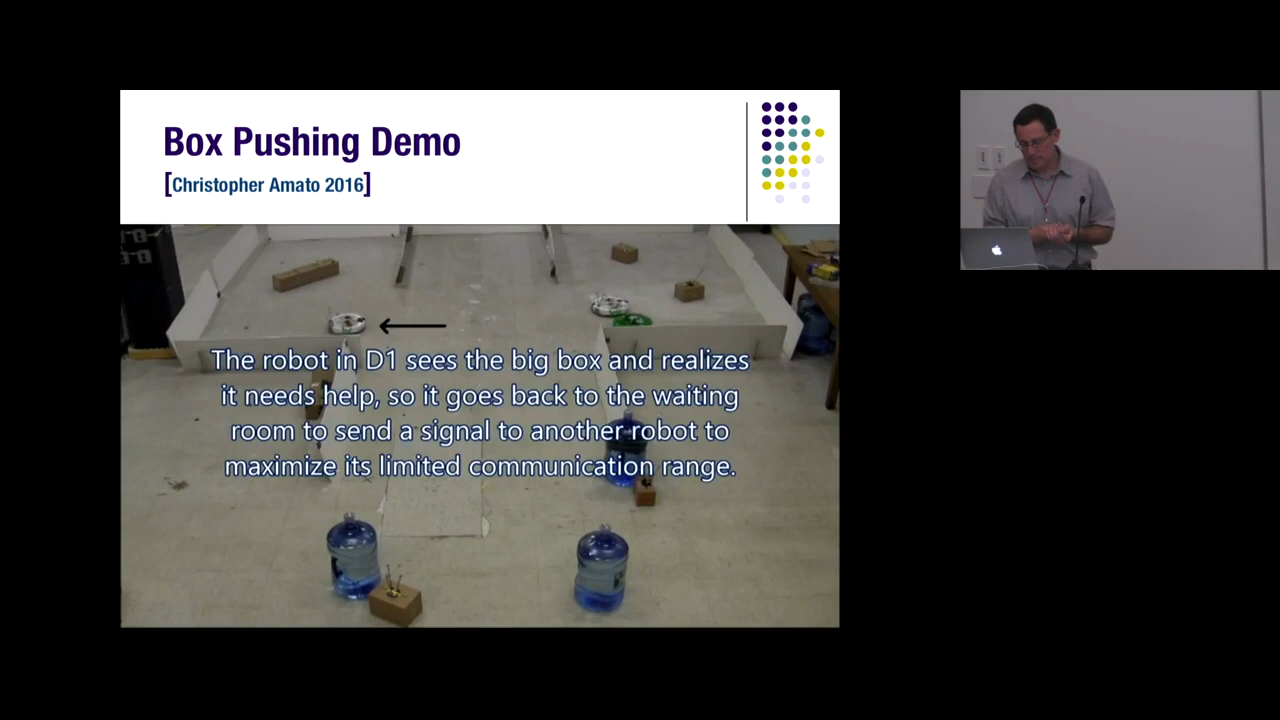 Box Pushing Demo
[Christopher Amato 2016]
The robot in D1 sees the big box and realizes
it needs help, so it goes back to the waiting
room to send a signal to another robot to
maximize its limited communication range.